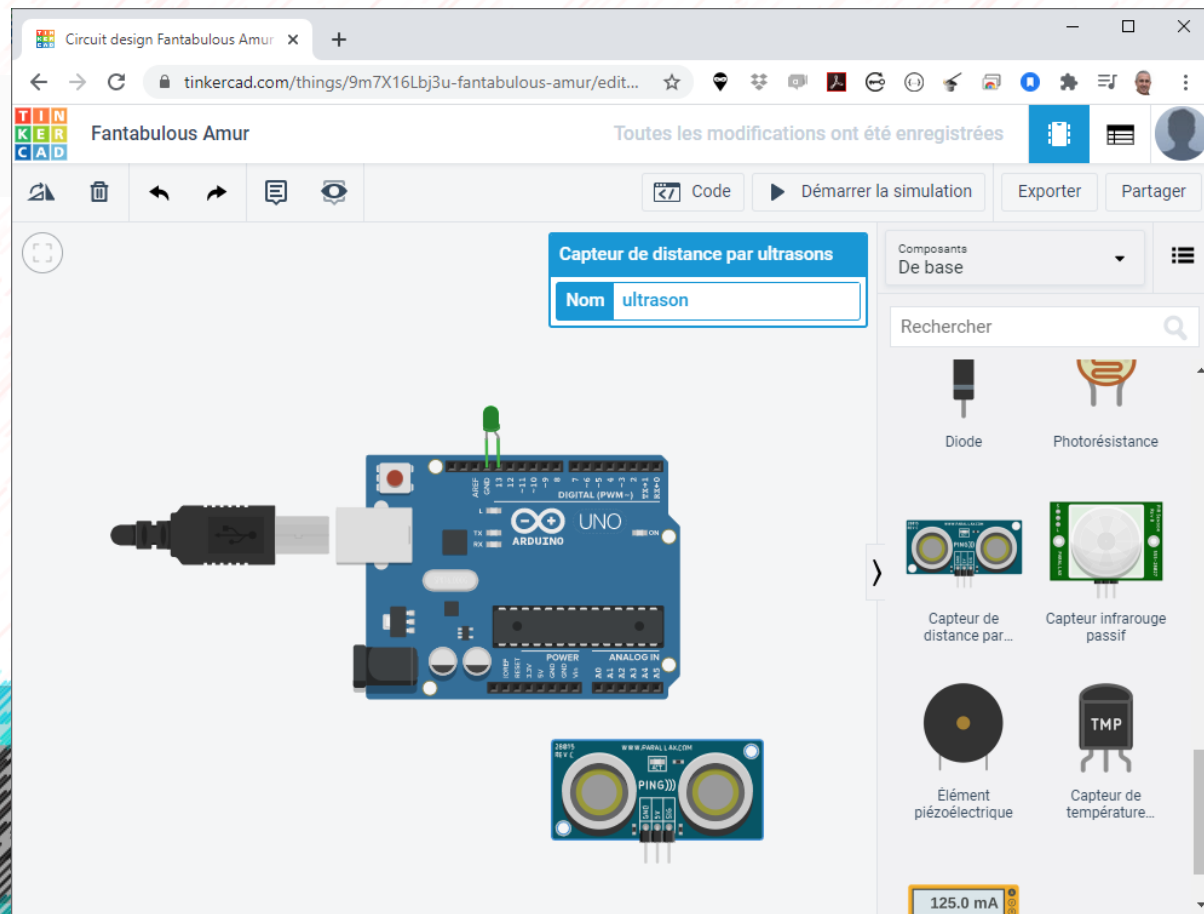 Circuit design Fantabulous Amur
tinkercad.com/things/9m7X16Lbj3u-fantabulous-amur/edit...
TIN
KER
CAD
Fantabulous Amur
Toutes les modifications ont été enregistrées
Code
Démarrer la simulation
Exporter
Partager
Capteur de distance par ultrasons
Nom
ultrason
Composants
De base
Rechercher
Diode
Photorésistance
Capteur de
distance par...
Capteur infrarouge
passif
Élément
piézoélectrique
TMP
Capteur de
température...
125.0 mA
AREF
GND
13
12
~11
~10
~9
8
7
~6
~5
4
~3
2
TX→1
RX←0
DIGITAL (PWM~)
L
TX
RX
UNO
ARDUINO
ON
IOREF
RESET
3.3V
5V
GND
GND
Vin
POWER
ANALOG IN
A0
A1
A2
A3
A4
A5
28015
REV C
WWW.PARALLAX.COM
ACT
PING)))
GND
5V
SIG
PING)))